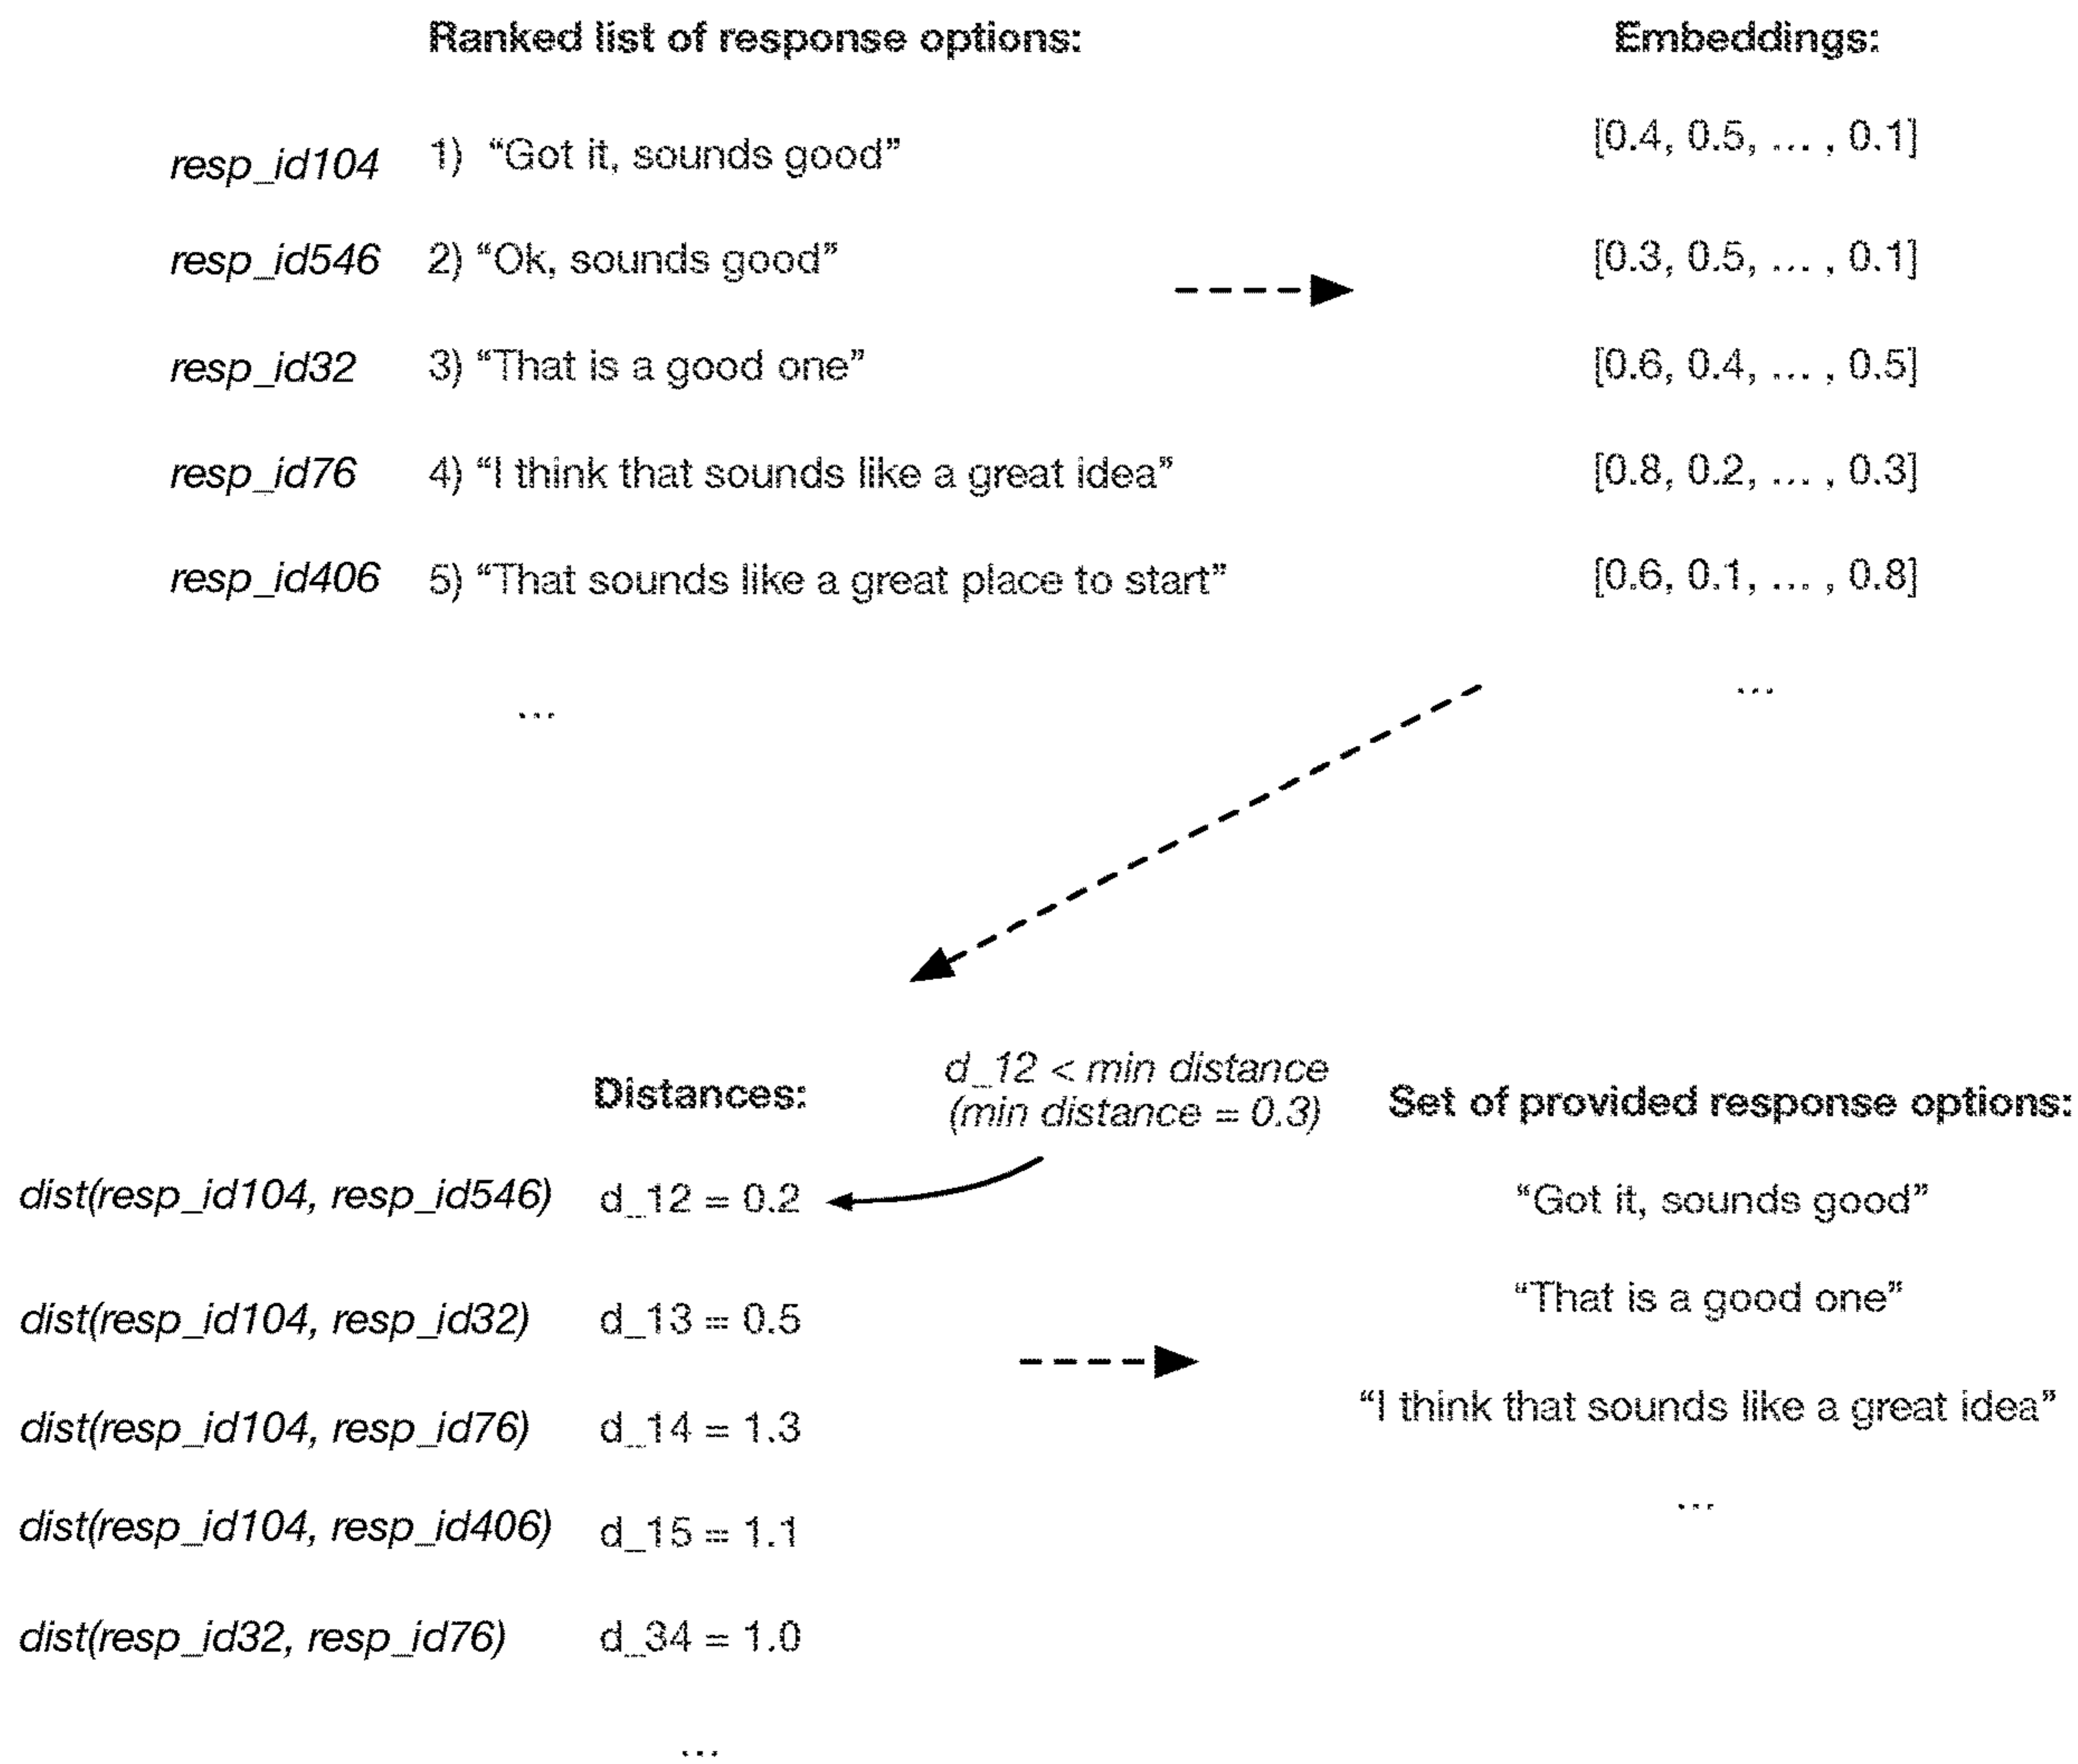 Ranked list of response options:
resp_id104 1) “Got it, sounds good”
resp_id546 2) “Ok, sounds good”
resp_id32 3) “That is a good one”
resp_id76 4) “I think that sounds like a great idea”
resp_id406 5) “That sounds like a great place to start”
...
Embeddings:
[0.4, 0.5, ... , 0.1]
[0.3, 0.5, ... , 0.1]
[0.6, 0.4, ... , 0.5]
[0.8, 0.2, ... , 0.3]
[0.6, 0.1, ... , 0.8]
...
Distances:
d_12 < min distance
(min distance = 0.3)
dist(resp_id104, resp_id546) d_12 = 0.2
dist(resp_id104, resp_id32) d_13 = 0.5
dist(resp_id104, resp_id76) d_14 = 1.3
dist(resp_id104, resp_id406) d_15 = 1.1
dist(resp_id32, resp_id76) d_34 = 1.0
...
Set of provided response options:
“Got it, sounds good”
“That is a good one”
“I think that sounds like a great idea”
...